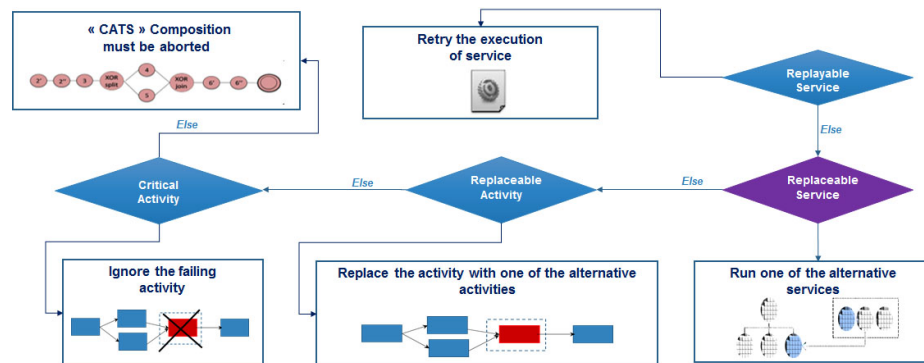 « CATS » Composition
must be aborted
2'
2''
3
XOR
split
4
5
XOR
join
6'
6''
Retry the execution
of service
Replayable
Service
Else
Else
Critical
Activity
Else
Replaceable
Activity
Else
Replaceable
Service
Ignore the failing
activity
Replace the activity with one of the alternative
activities
Run one of the alternative
services